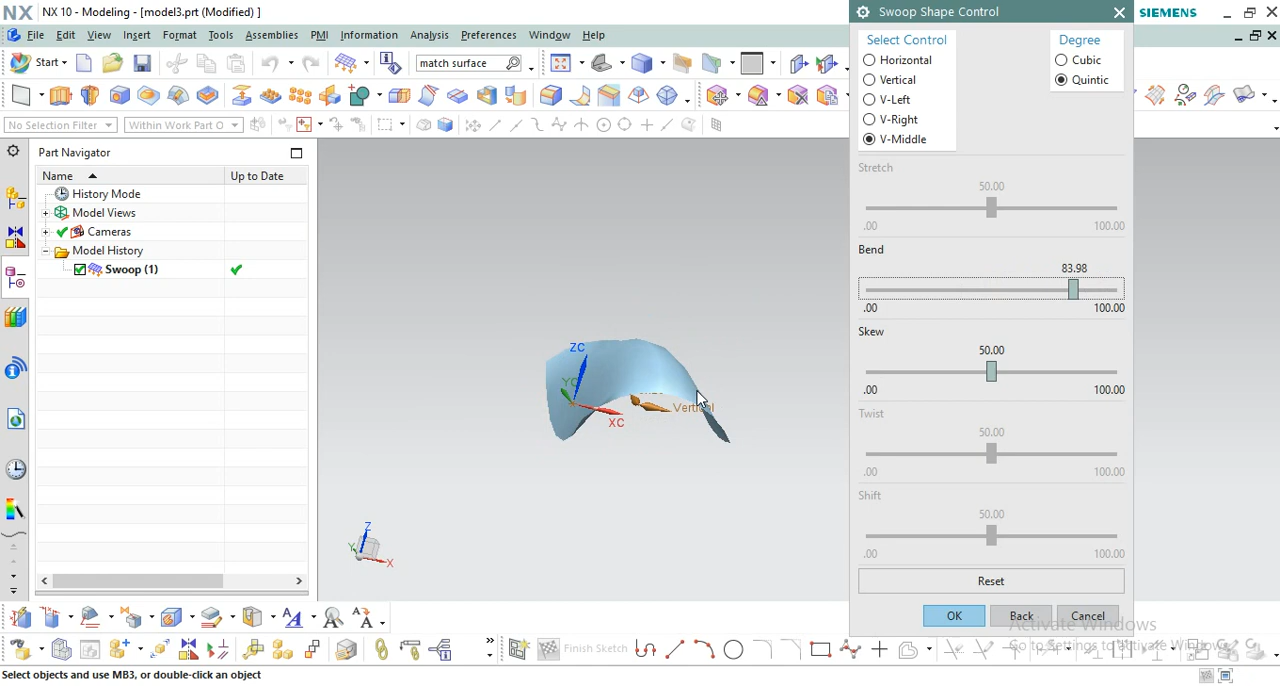 NX NX 10 - Modeling - [model3.prt (Modified) ]
Swoop Shape Control
SIEMENS
File Edit View Insert Format Tools Assemblies PMI Information Analysis Preferences Window Help
Start
match surface
No Selection Filter
Within Work Part O
Part Navigator
Name Up to Date
History Mode
Model Views
Cameras
Model History
Swoop (1)
ZC
YC
XC
Vertical
Z
Y
X
Select Control
Horizontal
Vertical
V-Left
V-Right
V-Middle
Degree
Cubic
Quintic
Stretch
50.00
.00 100.00
Bend
83.98
.00 100.00
Skew
50.00
.00 100.00
Twist
50.00
.00 100.00
Shift
50.00
.00 100.00
Reset
OK Back Cancel
Activate Windows
Go to Settings to activate Windows.
Finish Sketch
Select objects and use MB3, or double-click an object